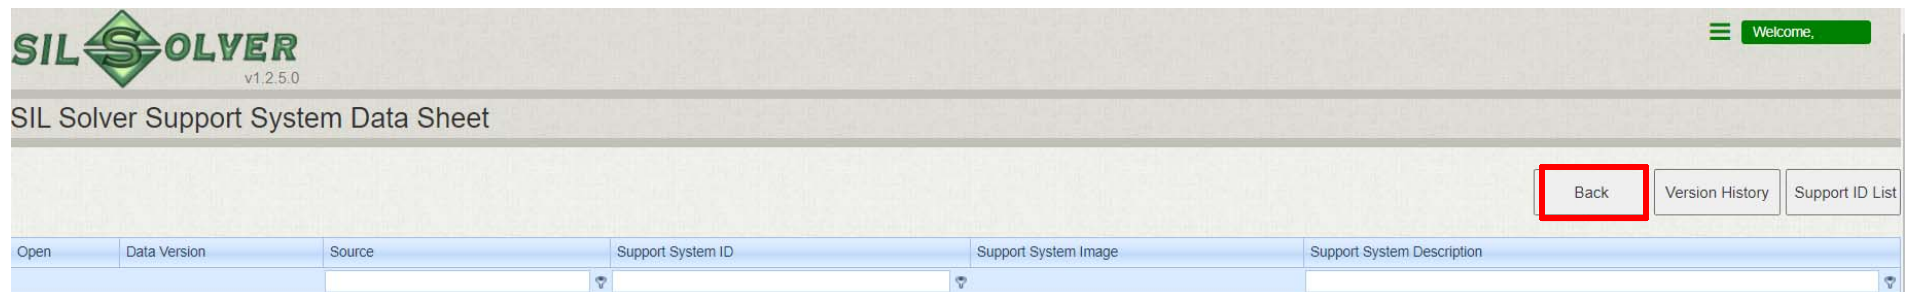 SIL SOLVER
v1.2.5.0
Welcome,
SIL Solver Support System Data Sheet
Back Version History Support ID List
Open Data Version Source Support System ID Support System Image Support System Description